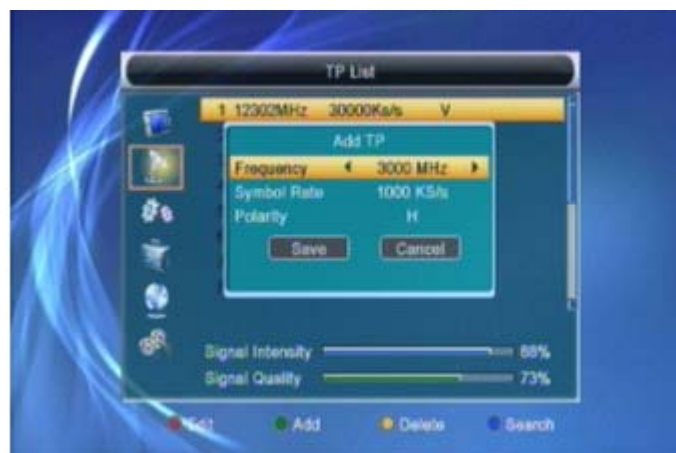 TP List
1 12302MHz 30000Ks/s V
Add TP
Frequency 3000 MHz
Symbol Rate 1000 KS/s
Polarity H
Save Cancel
Signal Intensity 88%
Signal Quality 73%
Edit Add Delete Search